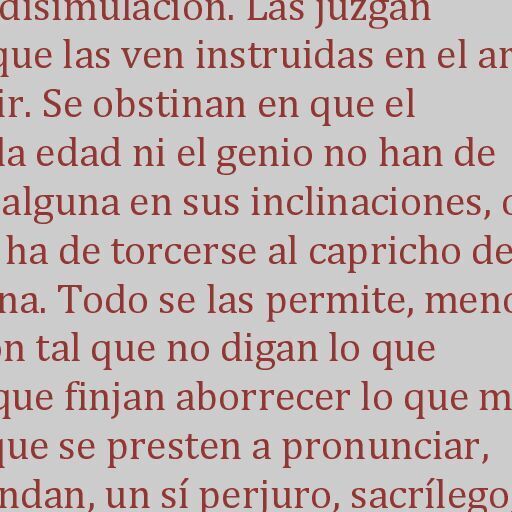 disimulación. Las juzgan
que las ven instruidas en el ar
ir. Se obstinan en que el
la edad ni el genio no han de
alguna en sus inclinaciones,
ha de torcerse al capricho de
na. Todo se las permite, meno
n tal que no digan lo que
que finjan aborrecer lo que m
que se presten a pronunciar,
ndan, un sí perjuro, sacrílego,